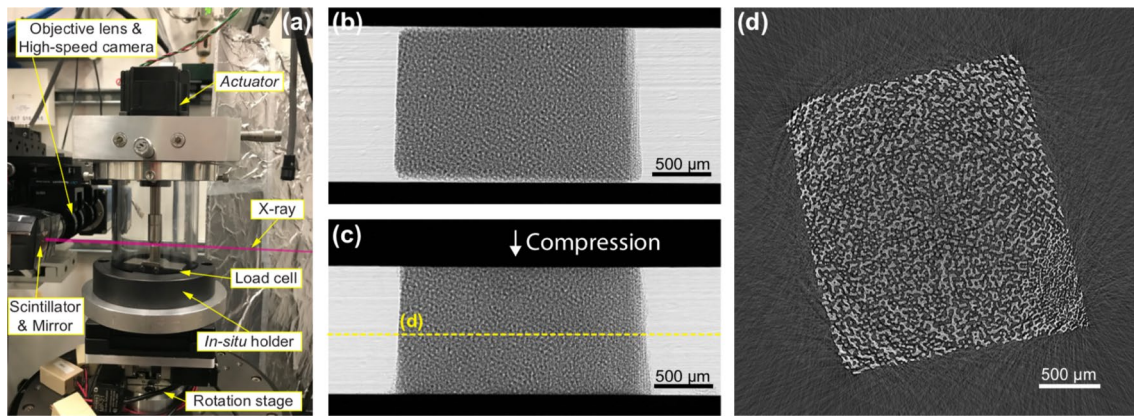 (a)
Objective lens &
High-speed camera
Actuator
X-ray
Load cell
Scintillator
& Mirror
In-situ holder
Rotation stage
(b)
500 μm
(c)
Compression
(d)
500 μm
(d)
500 μm